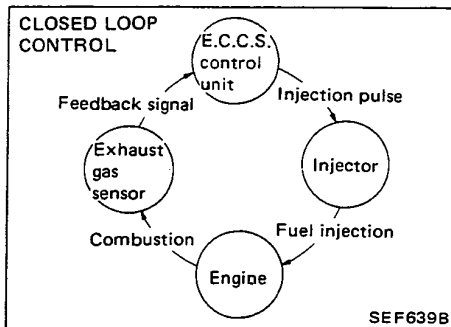 CLOSED LOOP
CONTROL
E.C.C.S.
control
unit
Feedback signal
Injection pulse
Exhaust
gas
sensor
Injector
Combustion
Fuel injection
Engine
SEF639B